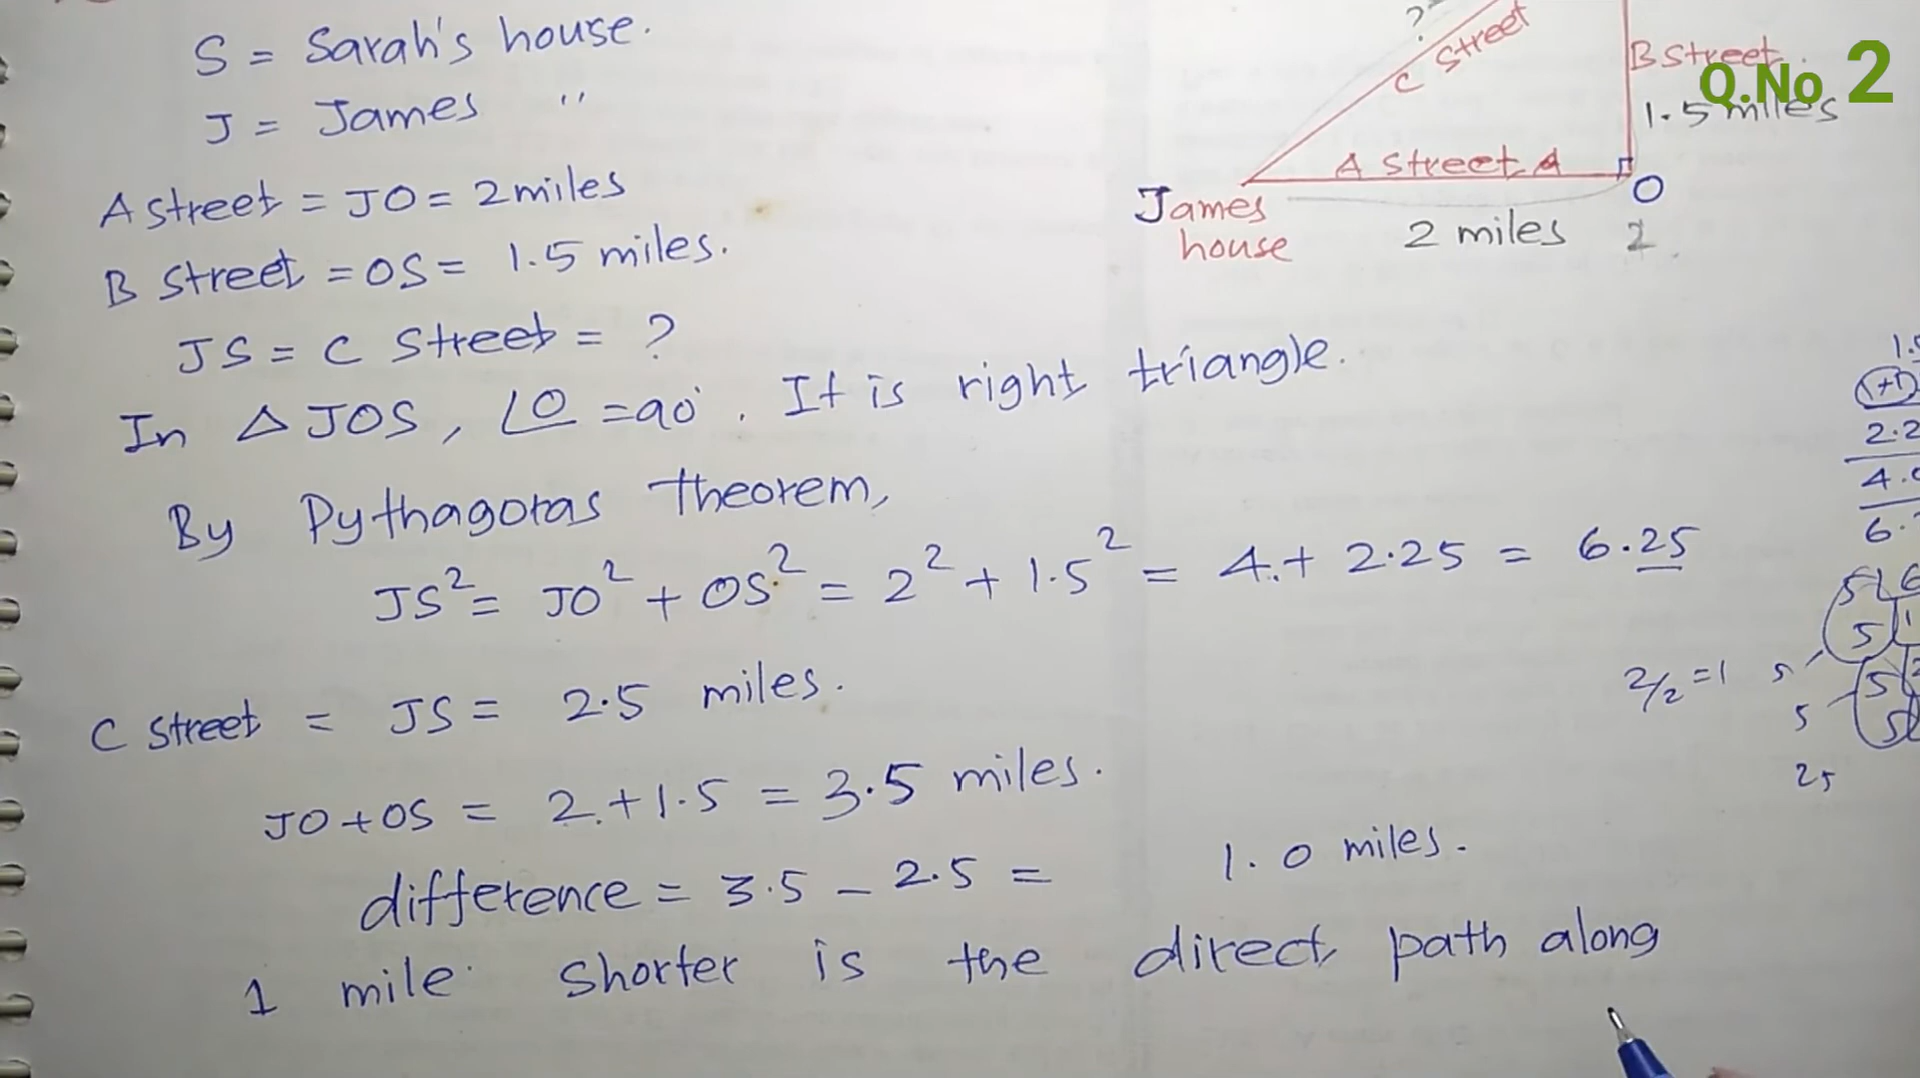 S = Sarah's house.
J = James "
A street = JO = 2 miles
B street = OS = 1.5 miles.
JS = C street = ?
In △ JOS, ∠O = 90°. It is right triangle.
By Pythagoras theorem,
JS² = JO² + OS² = 2² + 1.5² = 4 + 2.25 = 6.25
C street = JS = 2.5 miles.
JO + OS = 2 + 1.5 = 3.5 miles.
difference = 3.5 - 2.5 = 1.0 miles.
1 mile shorter is the direct path along
?
C Street
B Street
Q.No 2
1.5 miles
A street
O
James
house
2 miles
2/2 = 1
5
5
25